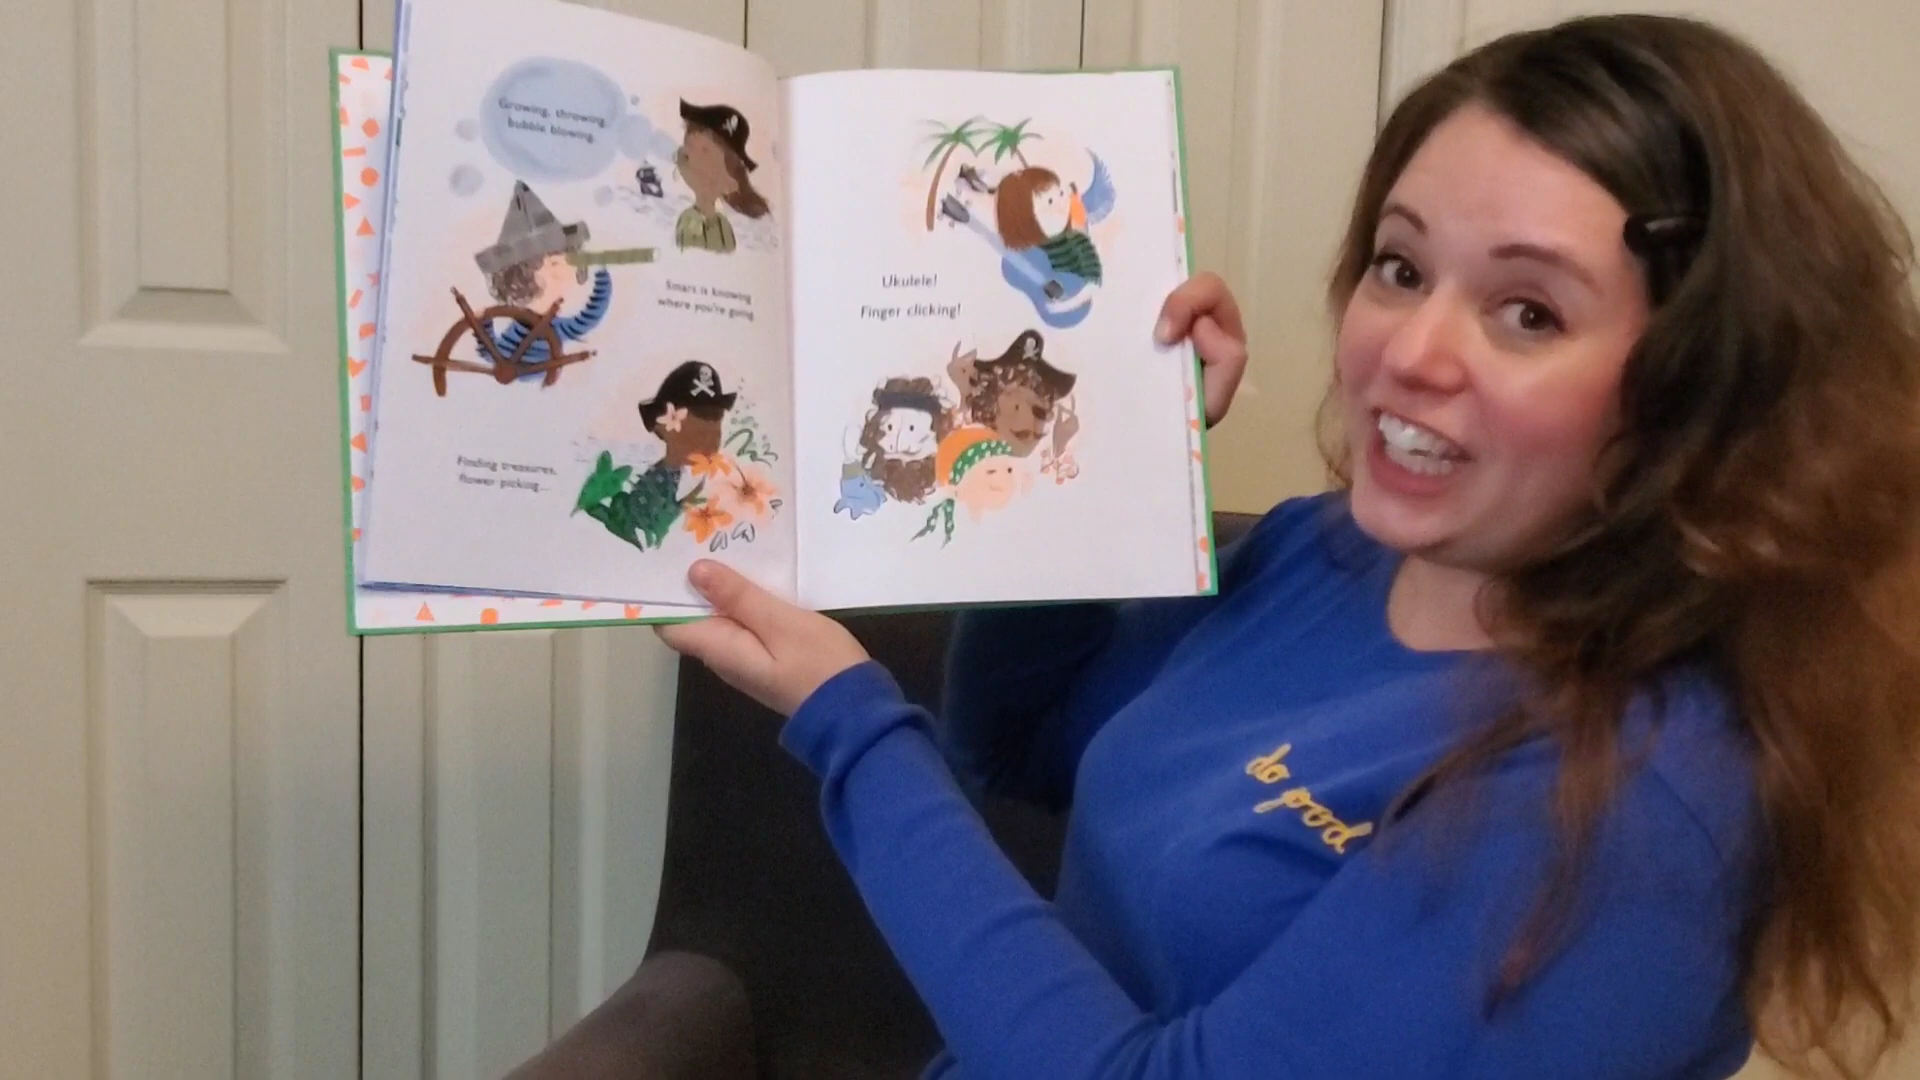 Growing, throwing,
bubble blowing.
Smart is knowing
where you're going
Finding treasures,
flower picking...
Ukulele!
Finger clicking!
do good